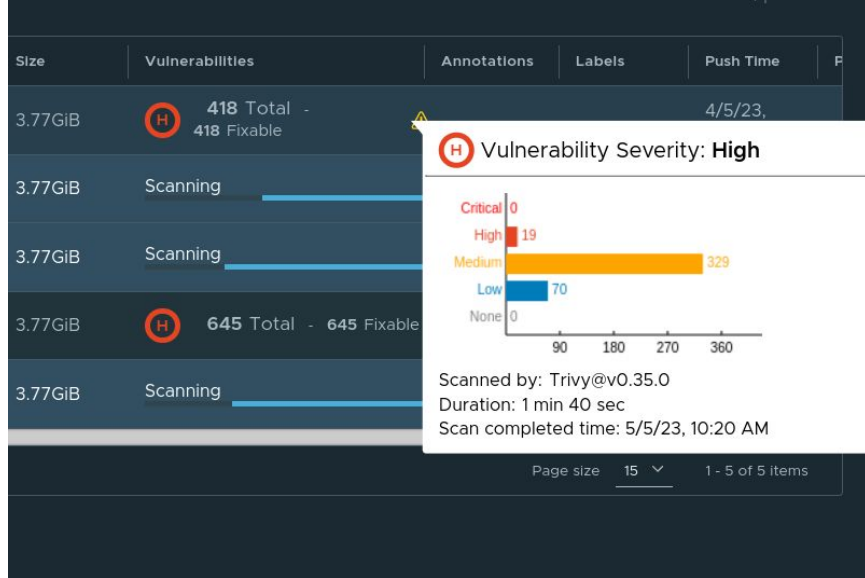 Size Vulnerabilities Annotations Labels Push Time
3.77GiB H 418 Total - 4/5/23,
418 Fixable
3.77GiB Scanning
3.77GiB Scanning
3.77GiB H 645 Total - 645 Fixable
3.77GiB Scanning
H Vulnerability Severity: High
Critical 0
High 19
Medium 329
Low 70
None 0
90 180 270 360
Scanned by: Trivy@v0.35.0
Duration: 1 min 40 sec
Scan completed time: 5/5/23, 10:20 AM
Page size 15 1 - 5 of 5 items